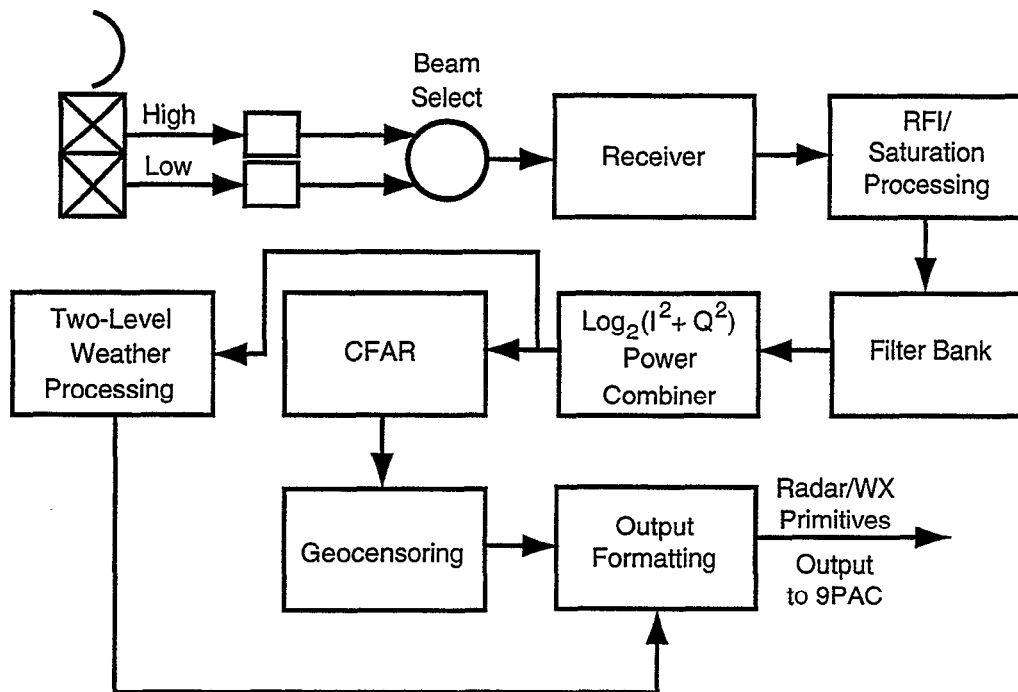 Beam
Select
High
Low
Receiver
RFI/
Saturation
Processing
Two-Level
Weather
Processing
CFAR
Log₂(I² + Q²)
Power
Combiner
Filter Bank
Geocensoring
Output
Formatting
Radar/WX
Primitives
Output
to 9PAC